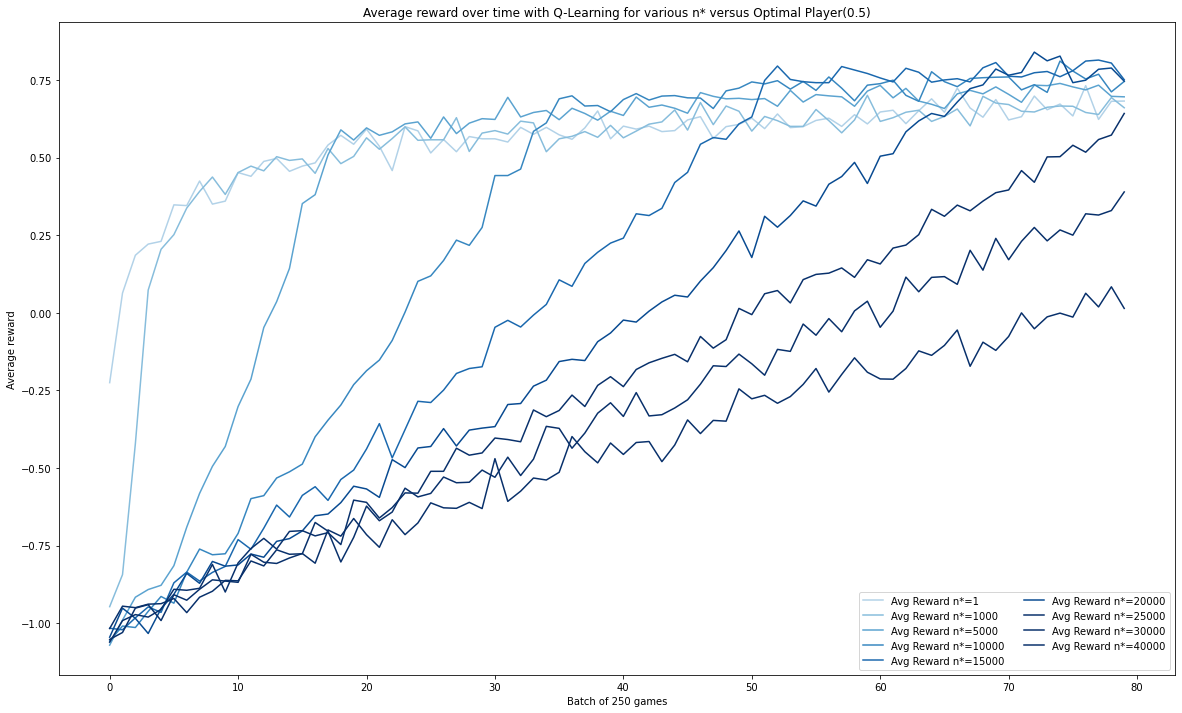 Average reward over time with Q-Learning for various n* versus Optimal Player(0.5)
Average reward
0.75
0.50
0.25
0.00
−0.25
−0.50
−0.75
−1.00
0 10 20 30 40 50 60 70 80
Batch of 250 games
Avg Reward n*=1
Avg Reward n*=1000
Avg Reward n*=5000
Avg Reward n*=10000
Avg Reward n*=15000
Avg Reward n*=20000
Avg Reward n*=25000
Avg Reward n*=30000
Avg Reward n*=40000